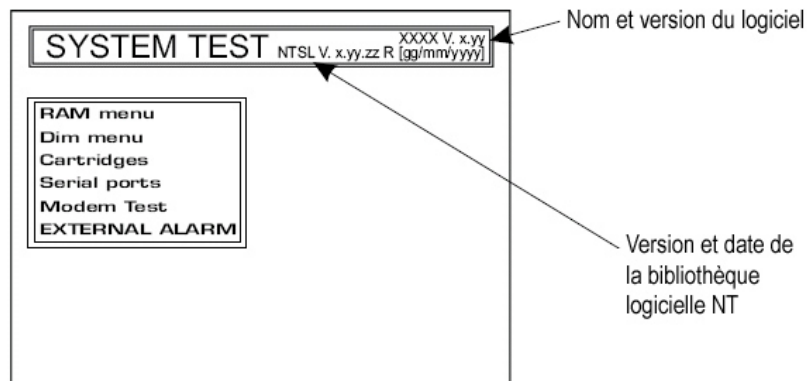 Nom et version du logiciel
SYSTEM TEST NTSL V. x.yy.zz R [gg/mm/yyyy]
XXXX V. x.yy
RAM menu
Dim menu
Cartridges
Serial ports
Modem Test
EXTERNAL ALARM
Version et date de
la bibliothèque
logicielle NT